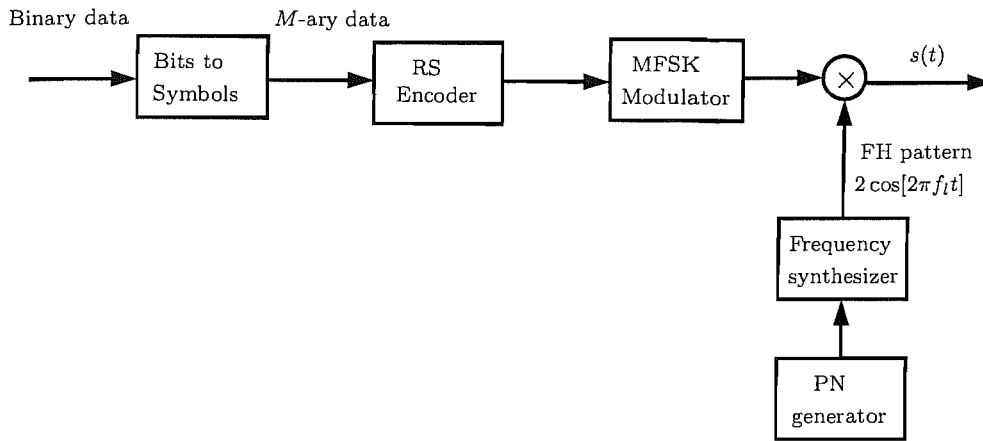 Binary data
M-ary data
Bits to
Symbols
RS
Encoder
MFSK
Modulator
×
s(t)
FH pattern
2 cos[2πf_l t]
Frequency
synthesizer
PN
generator